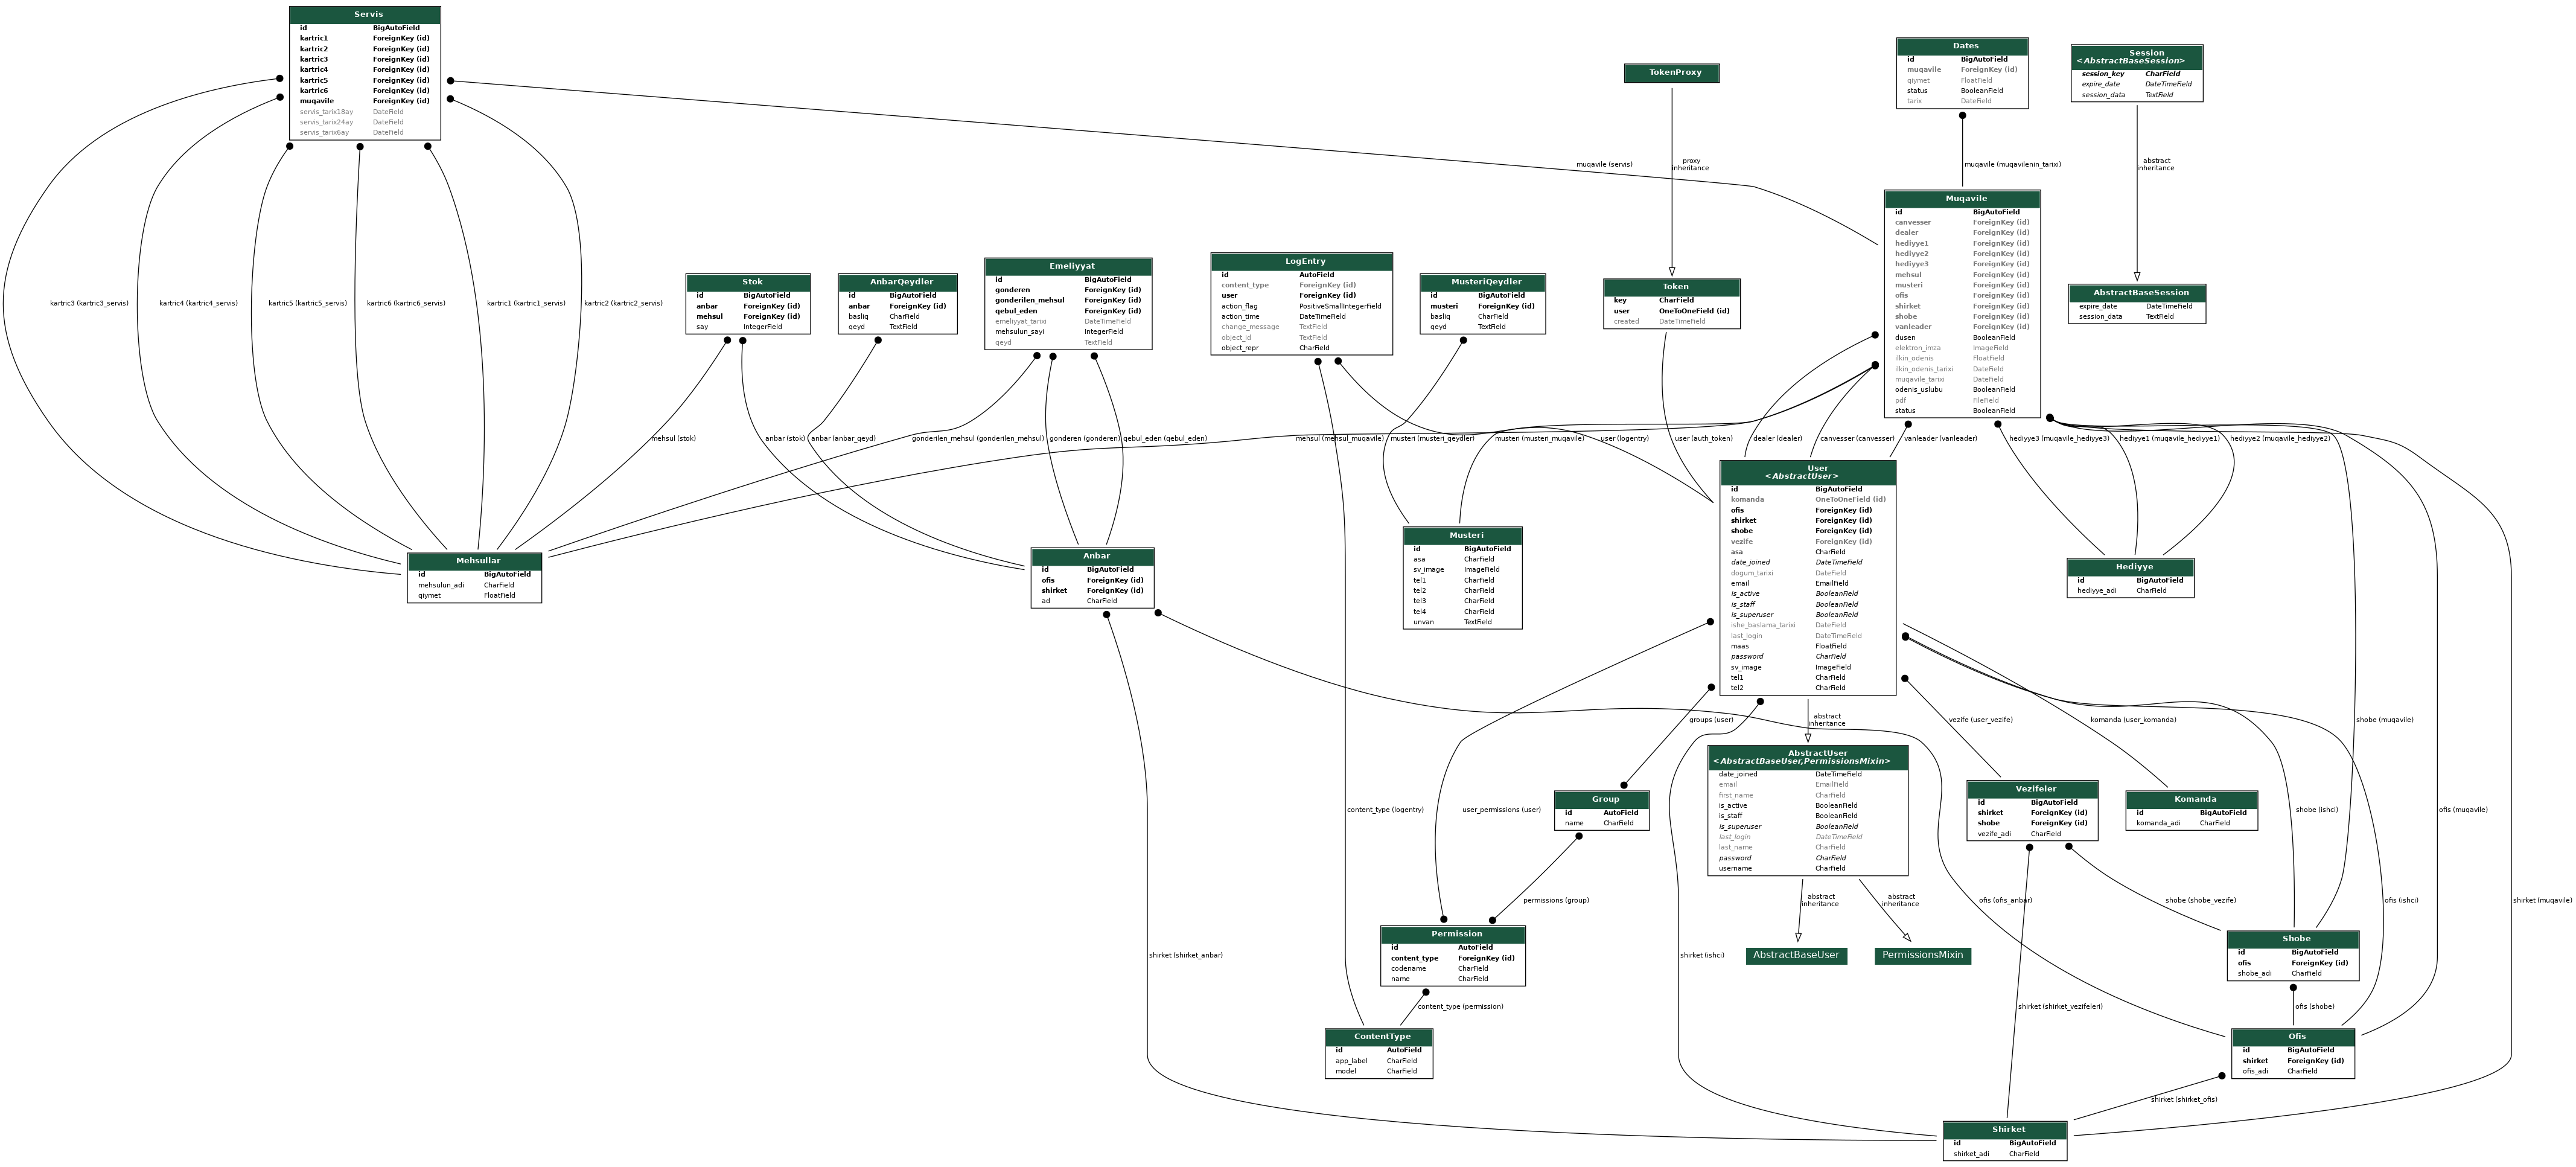 Servis
id BigAutoField
kartric1 ForeignKey (id)
kartric2 ForeignKey (id)
kartric3 ForeignKey (id)
kartric4 ForeignKey (id)
kartric5 ForeignKey (id)
kartric6 ForeignKey (id)
muqavile ForeignKey (id)
servis_tarix18ay DateField
servis_tarix24ay DateField
servis_tarix6ay DateField
TokenProxy
Dates
id BigAutoField
muqavile ForeignKey (id)
qiymet FloatField
status BooleanField
tarix DateField
Session
<AbstractBaseSession>
session_key CharField
expire_date DateTimeField
session_data TextField
muqavile (servis)
proxy
inheritance
muqavile (muqavilenin_tarixi)
abstract
inheritance
Muqavile
id BigAutoField
canvesser ForeignKey (id)
dealer ForeignKey (id)
hediyye1 ForeignKey (id)
hediyye2 ForeignKey (id)
hediyye3 ForeignKey (id)
mehsul ForeignKey (id)
musteri ForeignKey (id)
ofis ForeignKey (id)
shirket ForeignKey (id)
shobe ForeignKey (id)
vanleader ForeignKey (id)
dusen BooleanField
elektron_imza ImageField
ilkin_odenis FloatField
ilkin_odenis_tarixi DateField
muqavile_tarixi DateField
odenis_uslubu BooleanField
pdf FileField
status BooleanField
kartric3 (kartric3_servis)
kartric4 (kartric4_servis)
kartric5 (kartric5_servis)
kartric6 (kartric6_servis)
kartric1 (kartric1_servis)
kartric2 (kartric2_servis)
Stok
id BigAutoField
anbar ForeignKey (id)
mehsul ForeignKey (id)
say IntegerField
AnbarQeydler
id BigAutoField
anbar ForeignKey (id)
basliq CharField
qeyd TextField
Emeliyyat
id BigAutoField
gonderen ForeignKey (id)
gonderilen_mehsul ForeignKey (id)
qebul_eden ForeignKey (id)
emeliyyat_tarixi DateTimeField
mehsulun_sayi IntegerField
qeyd TextField
LogEntry
id AutoField
content_type ForeignKey (id)
user ForeignKey (id)
action_flag PositiveSmallIntegerField
action_time DateTimeField
change_message TextField
object_id TextField
object_repr CharField
MusteriQeydler
id BigAutoField
musteri ForeignKey (id)
basliq CharField
qeyd TextField
Token
key CharField
user OneToOneField (id)
created DateTimeField
AbstractBaseSession
expire_date DateTimeField
session_data TextField
mehsul (stok)
anbar (stok)
anbar (anbar_qeyd)
gonderilen_mehsul (gonderilen_mehsul)
gonderen (gonderen)
qebul_eden (qebul_eden)
mehsul (mehsul_muqavile)
musteri (musteri_qeydler)
musteri (musteri_muqavile)
user (logentry)
user (auth_token)
dealer (dealer)
canvesser (canvesser)
vanleader (vanleader)
hediyye3 (muqavile_hediyye3)
hediyye1 (muqavile_hediyye1)
hediyye2 (muqavile_hediyye2)
Mehsullar
id BigAutoField
mehsulun_adi CharField
qiymet FloatField
Anbar
id BigAutoField
ofis ForeignKey (id)
shirket ForeignKey (id)
ad CharField
Musteri
id BigAutoField
asa CharField
sv_image ImageField
tel1 CharField
tel2 CharField
tel3 CharField
tel4 CharField
unvan TextField
User
<AbstractUser>
id BigAutoField
komanda OneToOneField (id)
ofis ForeignKey (id)
shirket ForeignKey (id)
shobe ForeignKey (id)
vezife ForeignKey (id)
asa CharField
date_joined DateTimeField
dogum_tarixi DateField
email EmailField
is_active BooleanField
is_staff BooleanField
is_superuser BooleanField
ishe_baslama_tarixi DateField
last_login DateTimeField
maas FloatField
password CharField
sv_image ImageField
tel1 CharField
tel2 CharField
Hediyye
id BigAutoField
hediyye_adi CharField
groups (user)
abstract
inheritance
vezife (user_vezife)
komanda (user_komanda)
shobe (muqavile)
content_type (logentry)
user_permissions (user)
shobe (ishci)
ofis (muqavile)
Group
id AutoField
name CharField
AbstractUser
<AbstractBaseUser,PermissionsMixin>
date_joined DateTimeField
email EmailField
first_name CharField
is_active BooleanField
is_staff BooleanField
is_superuser BooleanField
last_login DateTimeField
last_name CharField
password CharField
username CharField
Vezifeler
id BigAutoField
shirket ForeignKey (id)
shobe ForeignKey (id)
vezife_adi CharField
Komanda
id BigAutoField
komanda_adi CharField
permissions (group)
abstract
inheritance
abstract
inheritance
ofis (ofis_anbar)
shobe (shobe_vezife)
ofis (ishci)
shirket (muqavile)
shirket (shirket_anbar)
Permission
id AutoField
content_type ForeignKey (id)
codename CharField
name CharField
shirket (ishci)
AbstractBaseUser
PermissionsMixin
Shobe
id BigAutoField
ofis ForeignKey (id)
shobe_adi CharField
content_type (permission)
shirket (shirket_vezifeleri)
ofis (shobe)
ContentType
id AutoField
app_label CharField
model CharField
Ofis
id BigAutoField
shirket ForeignKey (id)
ofis_adi CharField
shirket (shirket_ofis)
Shirket
id BigAutoField
shirket_adi CharField